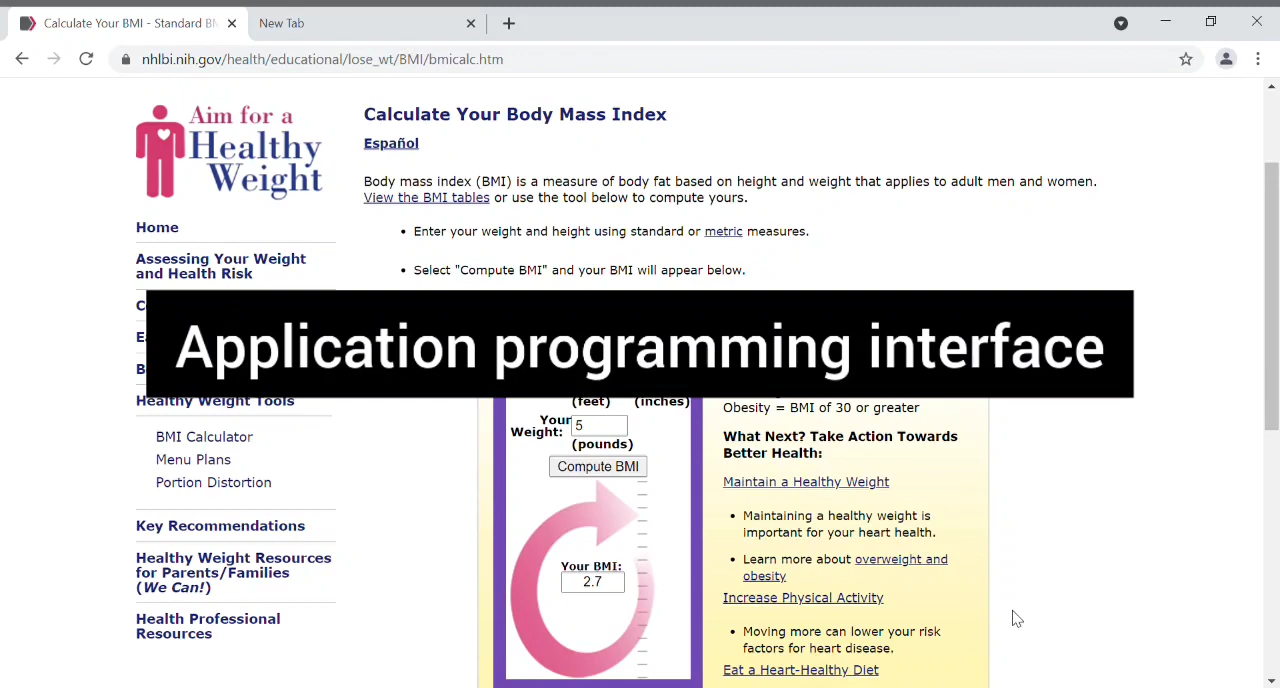 Calculate Your BMI - Standard BM
New Tab
nhlbi.nih.gov/health/educational/lose_wt/BMI/bmicalc.htm
Aim for a
Healthy
Weight
Home
Assessing Your Weight
and Health Risk
Healthy Weight Tools
BMI Calculator
Menu Plans
Portion Distortion
Key Recommendations
Healthy Weight Resources
for Parents/Families
(We Can!)
Health Professional
Resources
Calculate Your Body Mass Index
Español
Body mass index (BMI) is a measure of body fat based on height and weight that applies to adult men and women.
View the BMI tables or use the tool below to compute yours.
• Enter your weight and height using standard or metric measures.
• Select "Compute BMI" and your BMI will appear below.
Application programming interface
(feet) (inches)
Your
Weight: 5
(pounds)
Compute BMI
Your BMI:
2.7
Obesity = BMI of 30 or greater
What Next? Take Action Towards
Better Health:
Maintain a Healthy Weight
• Maintaining a healthy weight is
important for your heart health.
• Learn more about overweight and
obesity
Increase Physical Activity
• Moving more can lower your risk
factors for heart disease.
Eat a Heart-Healthy Diet